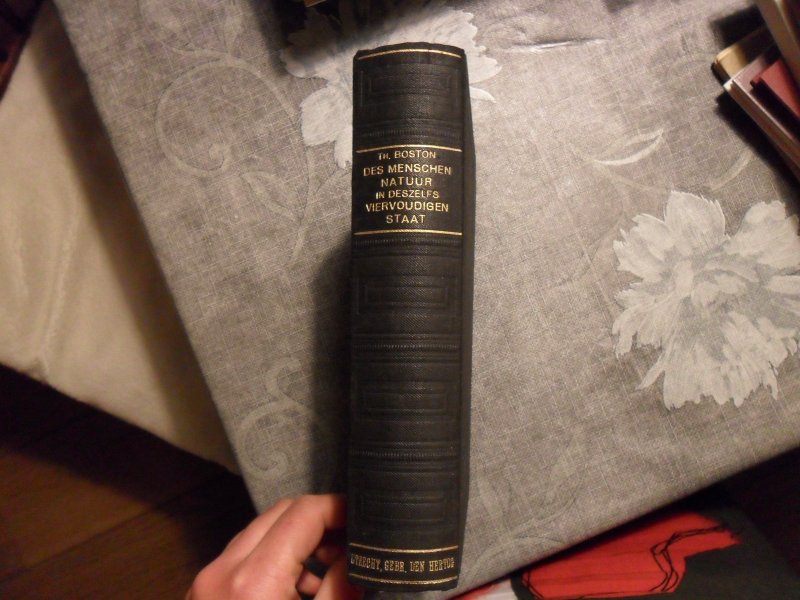 TH. BOSTON
DES MENSCHEN
NATUUR
IN DESZELFS
VIERVOUDIGEN
STAAT
UTRECHT, GEBR. DEN HERTOG